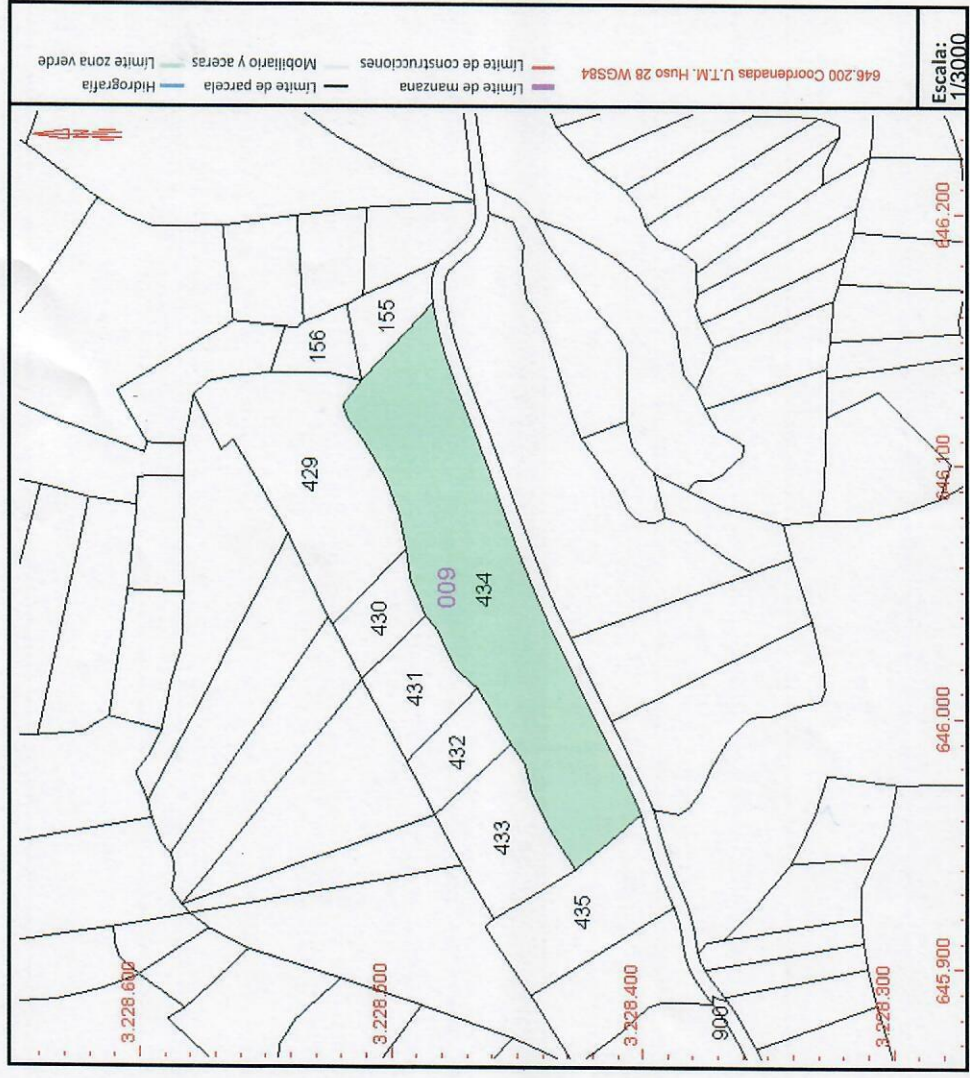 Límite de manzana
Límite de construcciones
Límite de parcela
Mobiliario y aceras
Hidrografía
Límite zona verde
646.200 Coordenadas U.T.M. Huso 28 WGS84
Escala:
1/3000
N
3.228.600
3.228.500
3.228.400
3.228.300
156
155
429
430
431
432
433
009
434
435
645.900
646.000
646.100
646.200